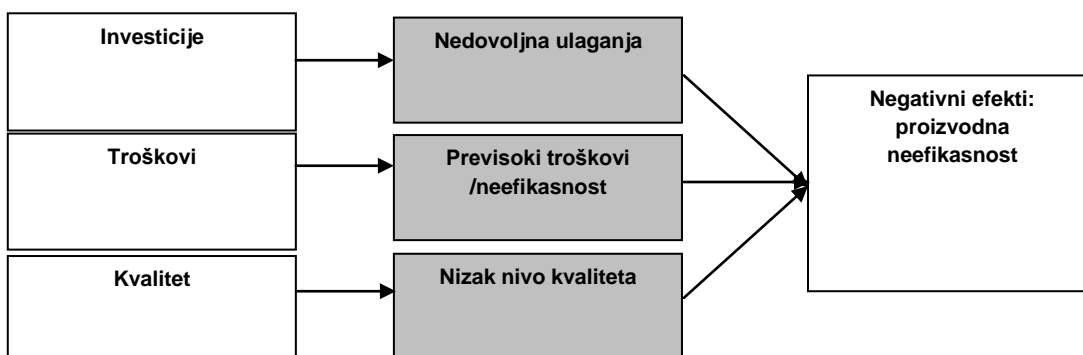 Investicije
Nedovoljna ulaganja
Negativni efekti:
proizvodna
neefikasnost
Troškovi
Previsoki troškovi
/neefikasnost
Kvalitet
Nizak nivo kvaliteta